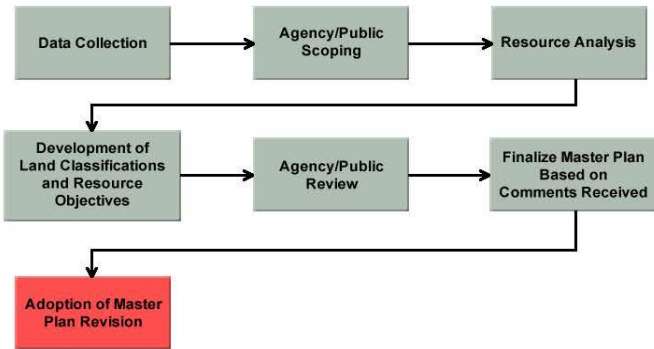 Data Collection
Agency/Public
Scoping
Resource Analysis
Development of
Land Classifications
and Resource
Objectives
Agency/Public
Review
Finalize Master Plan
Based on
Comments Received
Adoption of Master
Plan Revision